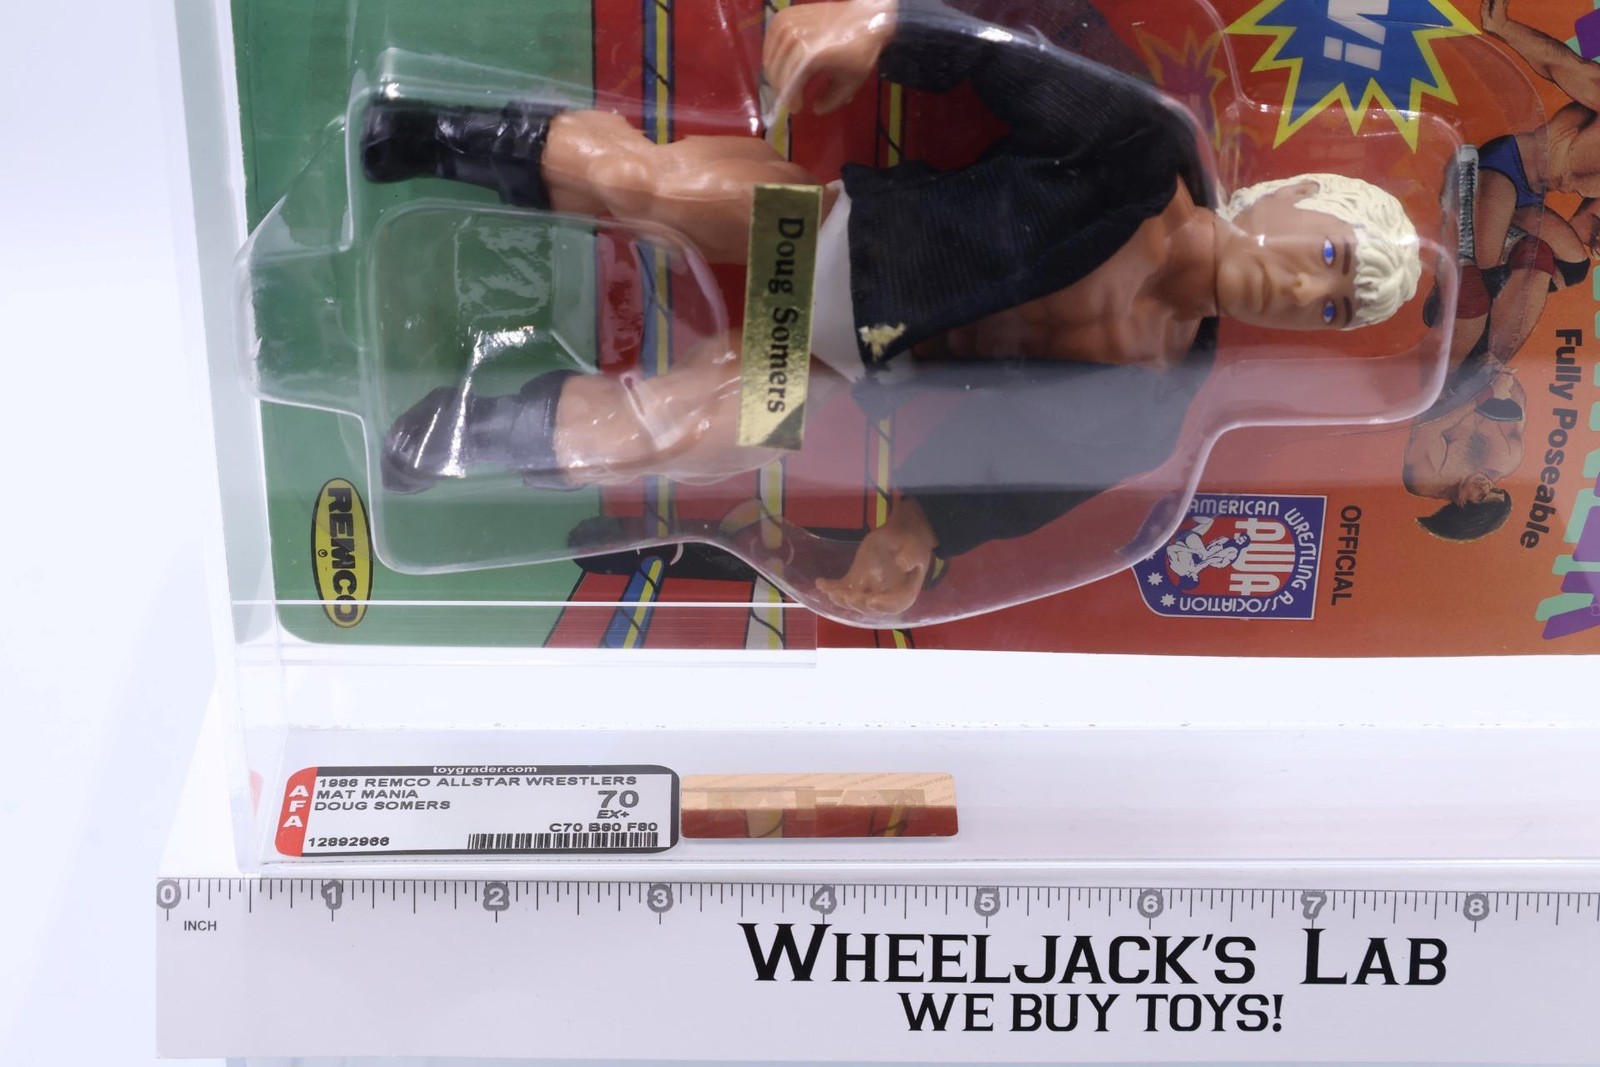 Doug Somers
REMCO
Fully Poseable
OFFICIAL
AMERICAN WRESTLING ASSOCIATION
AWA
toygrader.com
AFA
1986 REMCO ALLSTAR WRESTLERS
MAT MANIA
DOUG SOMERS
70
EX+
C70 B80 F80
12892966
0 1 2 3 4 5 6 7 8
INCH
WHEELJACK'S LAB
WE BUY TOYS!